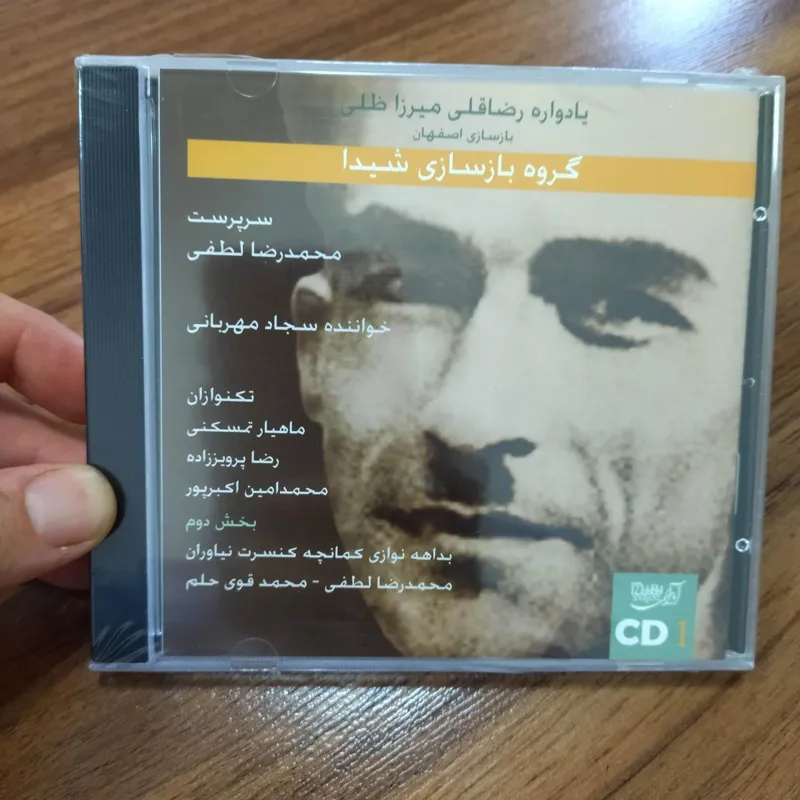 یادواره رضاقلی میرزا ظلی
بازسازی اصفهان
گروه بازسازی شیدا
سرپرست
محمدرضا لطفی
خواننده سجاد مهربانی
تکنوازان
ماهیار تمسکنی
رضا پرویززاده
محمدامین اکبرپور
بخش دوم
بداهه نوازی کمانچه کنسرت نیاوران
محمدرضا لطفی - محمد قوی حلم
CD 1